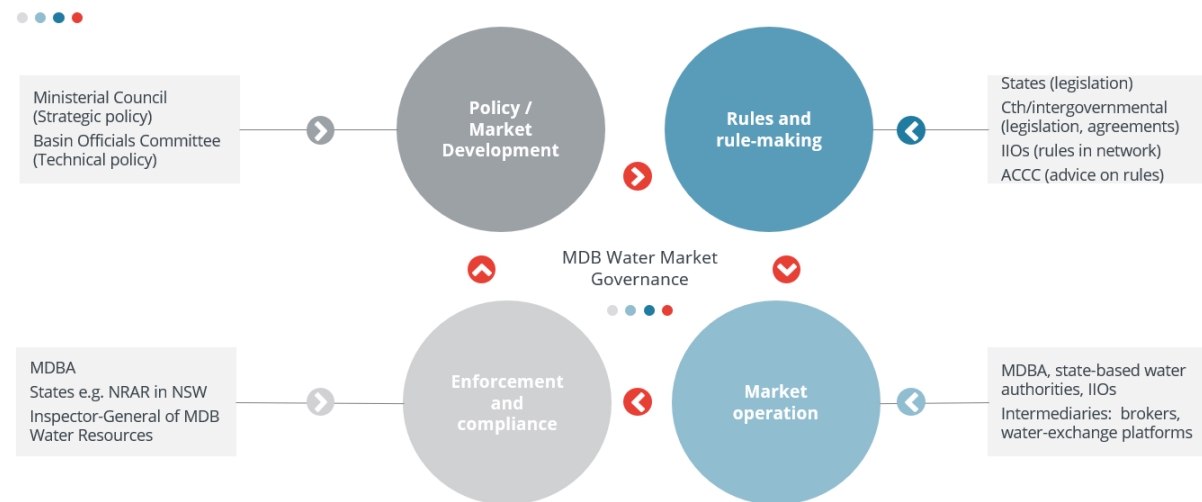 Ministerial Council
(Strategic policy)
Basin Officials Committee
(Technical policy)
Policy /
Market
Development
Rules and
rule-making
States (legislation)
Cth/intergovernmental
(legislation, agreements)
IIOs (rules in network)
ACCC (advice on rules)
MDB Water Market
Governance
MDBA
States e.g. NRAR in NSW
Inspector-General of MDB
Water Resources
Enforcement
and
compliance
Market
operation
MDBA, state-based water
authorities, IIOs
Intermediaries: brokers,
water-exchange platforms